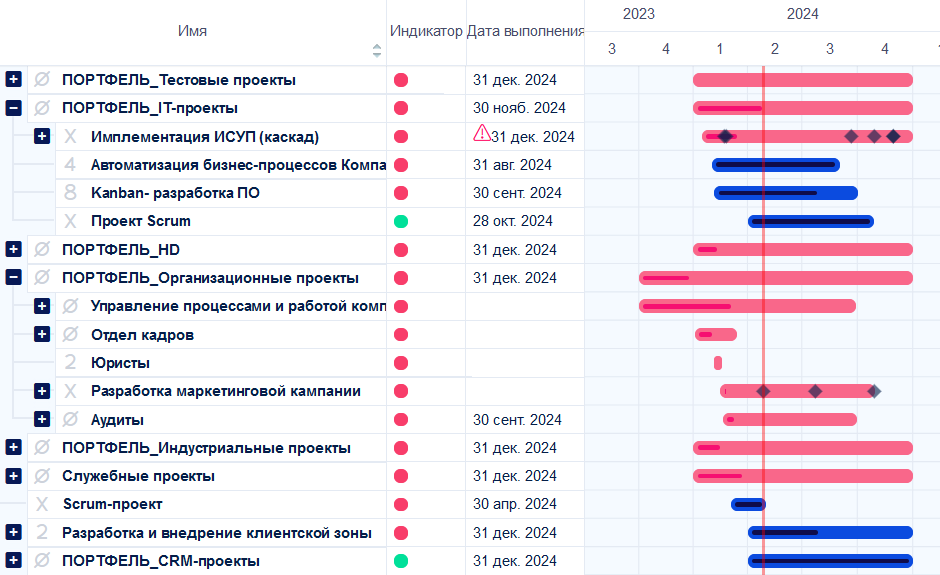 2023 2024
Имя Индикатор Дата выполнения
3 4 1 2 3 4
ПОРТФЕЛЬ_Тестовые проекты 31 дек. 2024
ПОРТФЕЛЬ_IT-проекты 30 нояб. 2024
X Имплементация ИСУП (каскад) 31 дек. 2024
4 Автоматизация бизнес-процессов Компа 31 авг. 2024
8 Kanban- разработка ПО 30 сент. 2024
X Проект Scrum 28 окт. 2024
ПОРТФЕЛЬ_HD 31 дек. 2024
ПОРТФЕЛЬ_Организационные проекты 31 дек. 2024
Управление процессами и работой комп
Отдел кадров
2 Юристы
X Разработка маркетинговой кампании
Аудиты 30 сент. 2024
ПОРТФЕЛЬ_Индустриальные проекты 31 дек. 2024
Служебные проекты 31 дек. 2024
X Scrum-проект 30 апр. 2024
2 Разработка и внедрение клиентской зоны 31 дек. 2024
ПОРТФЕЛЬ_CRM-проекты 31 дек. 2024